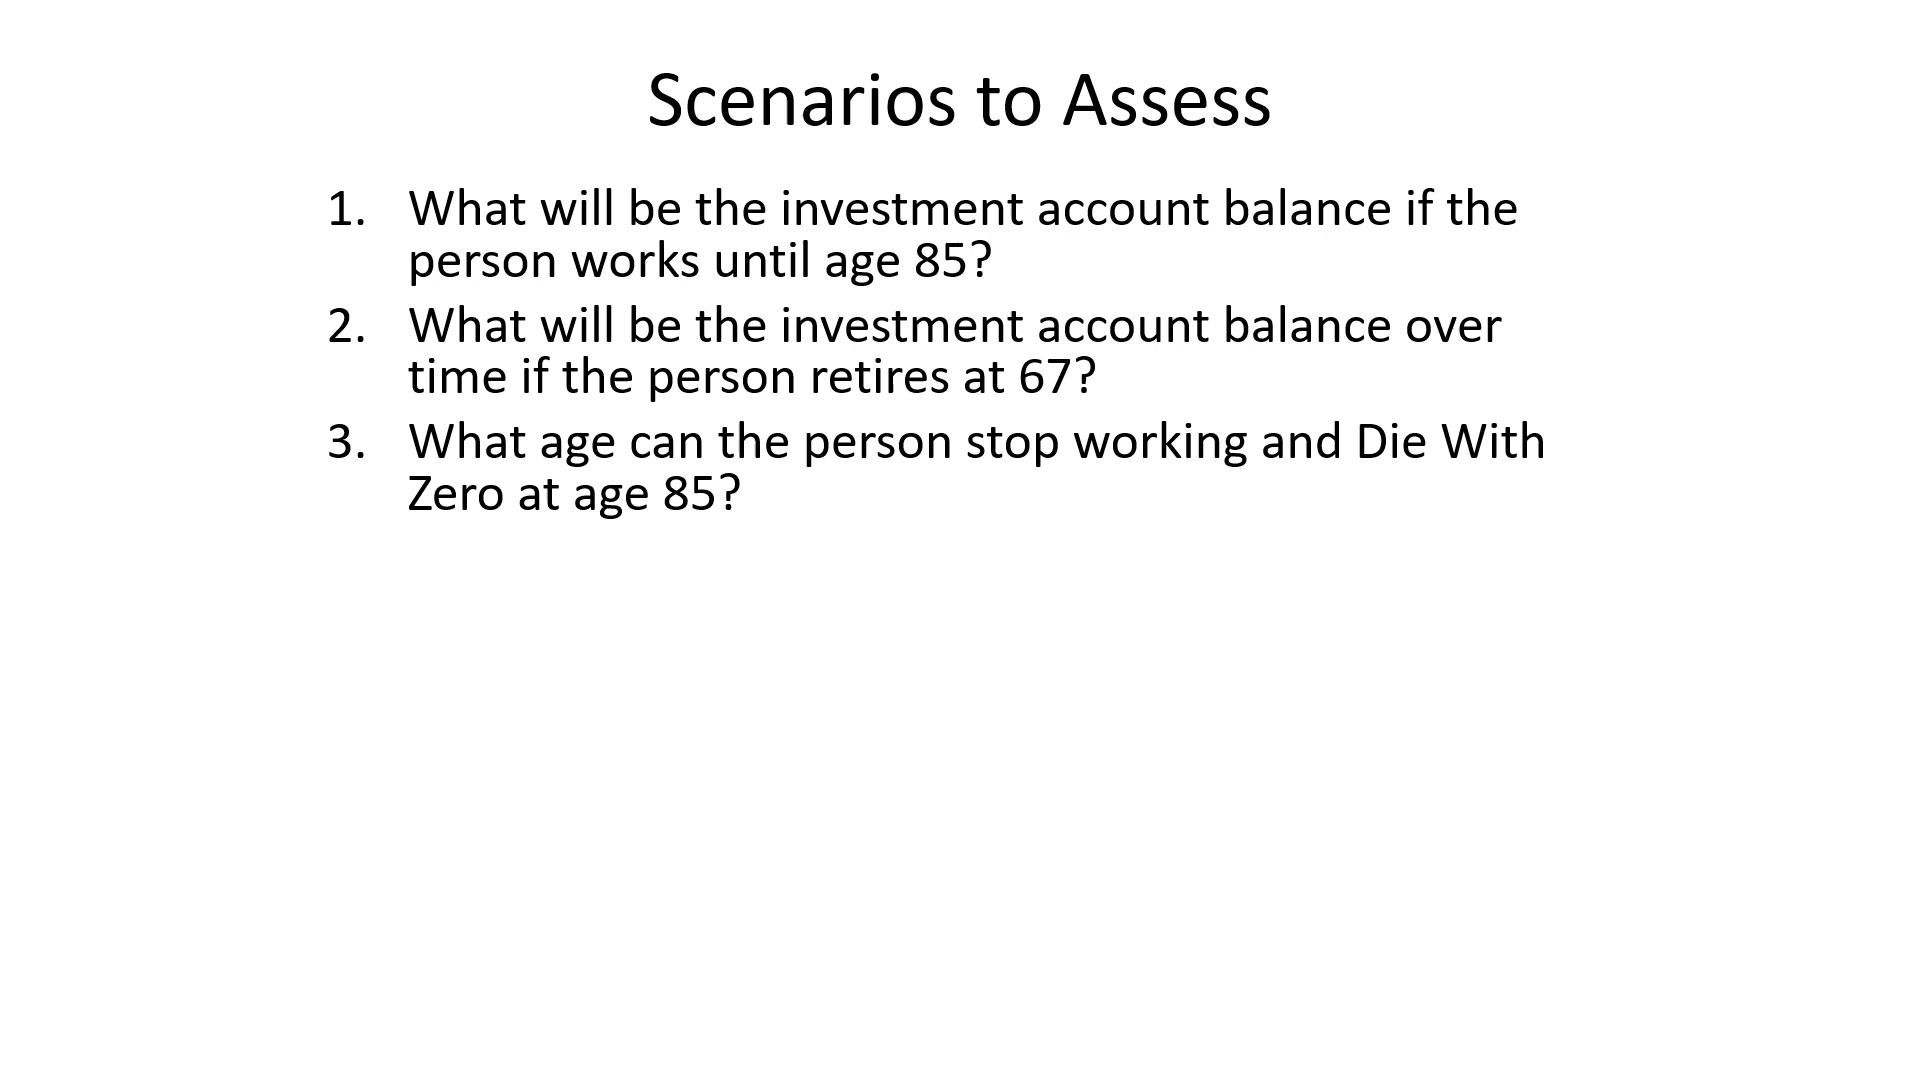 Scenarios to Assess
1. What will be the investment account balance if the
person works until age 85?
2. What will be the investment account balance over
time if the person retires at 67?
3. What age can the person stop working and Die With
Zero at age 85?